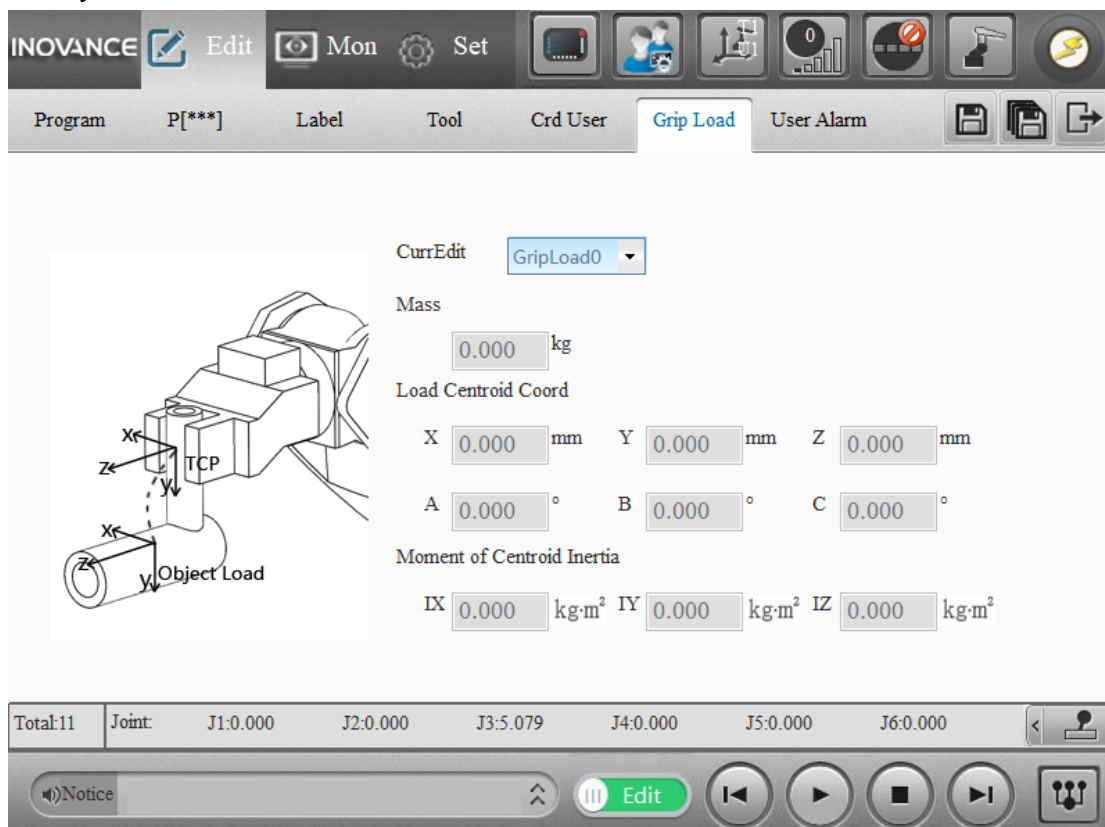 INOVANCE Edit Mon Set T1 U1 0
Program P[***] Label Tool Crd User Grip Load User Alarm
CurrEdit GripLoad0
Mass
0.000 kg
Load Centroid Coord
X 0.000 mm Y 0.000 mm Z 0.000 mm
A 0.000 ° B 0.000 ° C 0.000 °
Moment of Centroid Inertia
IX 0.000 kg·m² IY 0.000 kg·m² IZ 0.000 kg·m²
X
Z TCP
y
X
Z
y Object Load
Total:11 Joint: J1:0.000 J2:0.000 J3:5.079 J4:0.000 J5:0.000 J6:0.000 <
Notice Edit